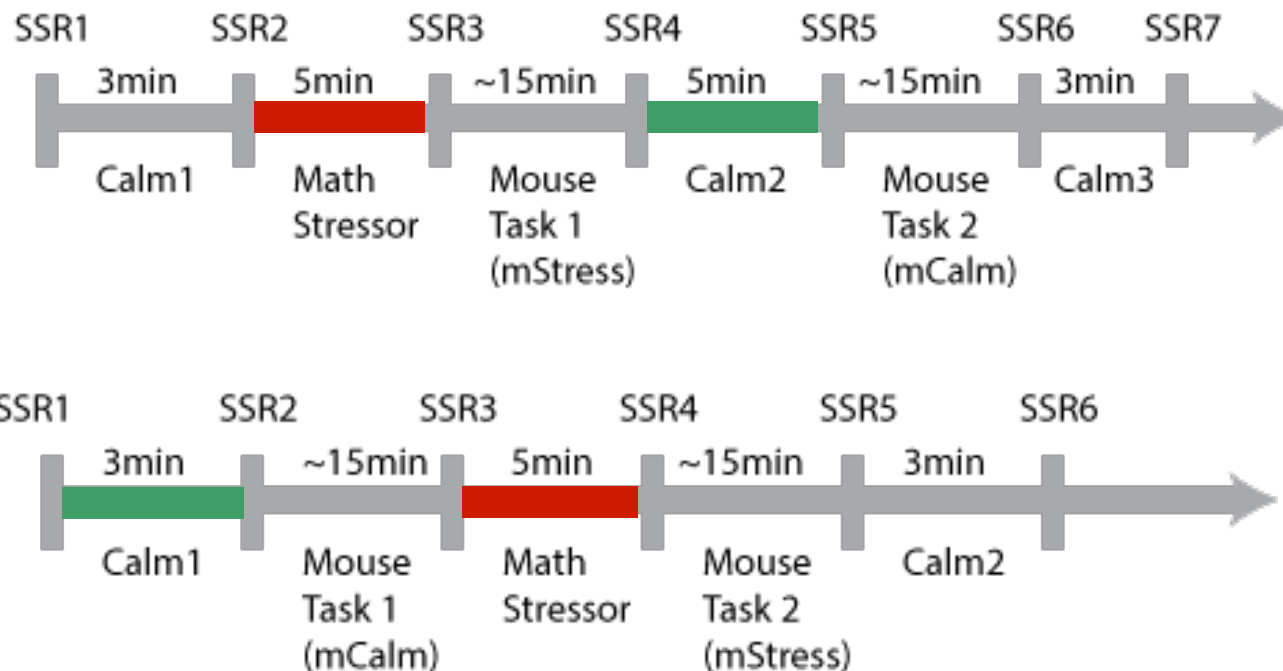 SSR1 SSR2 SSR3 SSR4 SSR5 SSR6 SSR7
3min 5min ~15min 5min ~15min 3min
Calm1 Math Mouse Calm2 Mouse Calm3
Stressor Task 1 Task 2
(mStress) (mCalm)
SSR1 SSR2 SSR3 SSR4 SSR5 SSR6
3min ~15min 5min ~15min 3min
Calm1 Mouse Math Mouse Calm2
Task 1 Stressor Task 2
(mCalm) (mStress)